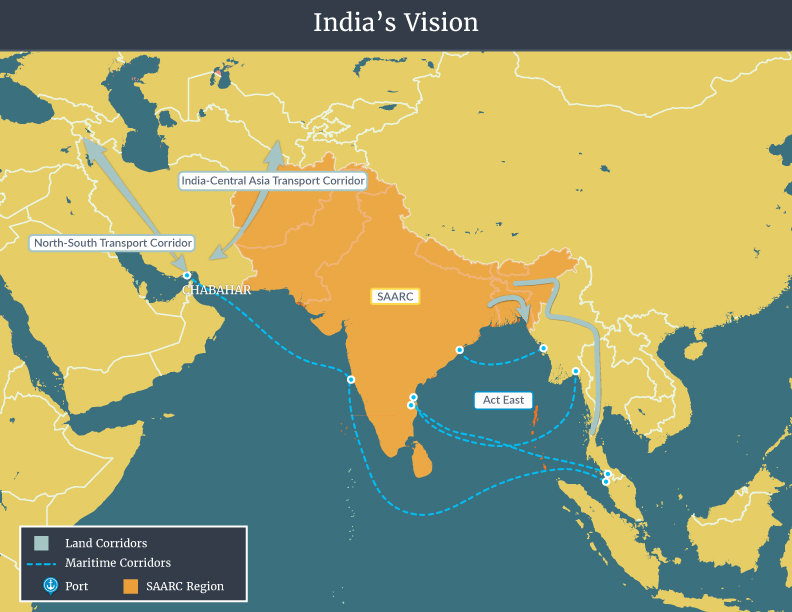 India's Vision
India-Central Asia Transport Corridor
North-South Transport Corridor
CHABAHAR
SAARC
Act East
Land Corridors
Maritime Corridors
Port
SAARC Region